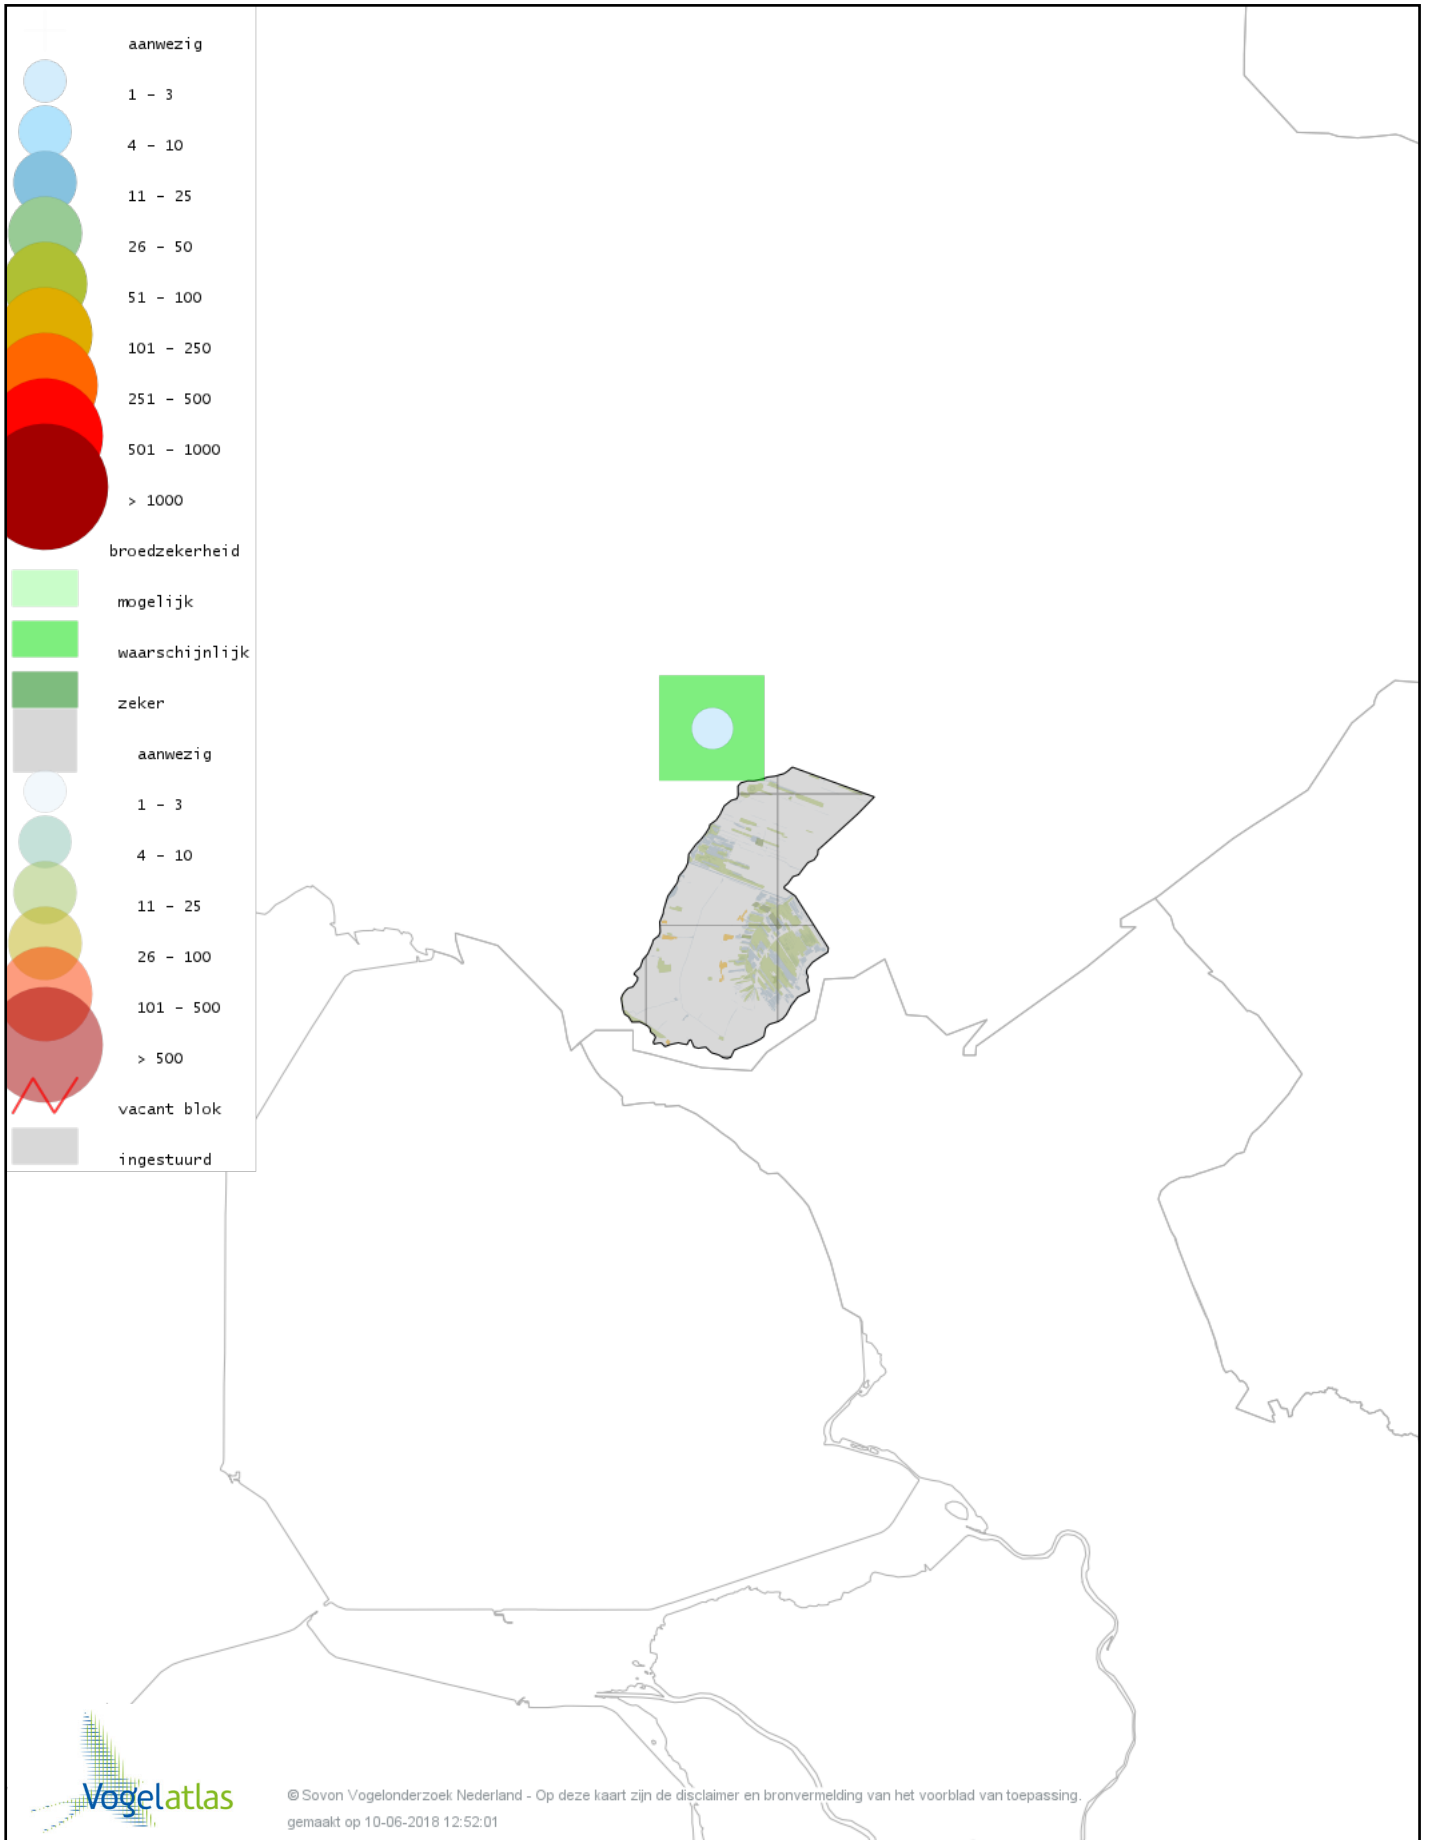 aanwezig
1 - 3
4 - 10
11 - 25
26 - 50
51 - 100
101 - 250
251 - 500
501 - 1000
> 1000
broedzekerheid
mogelijk
waarschijnlijk
zeker
aanwezig
1 - 3
4 - 10
11 - 25
26 - 100
101 - 500
> 500
vacant blok
ingestuurd
Vogelatlas
© Sovon Vogelonderzoek Nederland - Op deze kaart zijn de disclaimer en bronvermelding van het voorblad van toepassing.
gemaakt op 10-06-2018 12:52:01